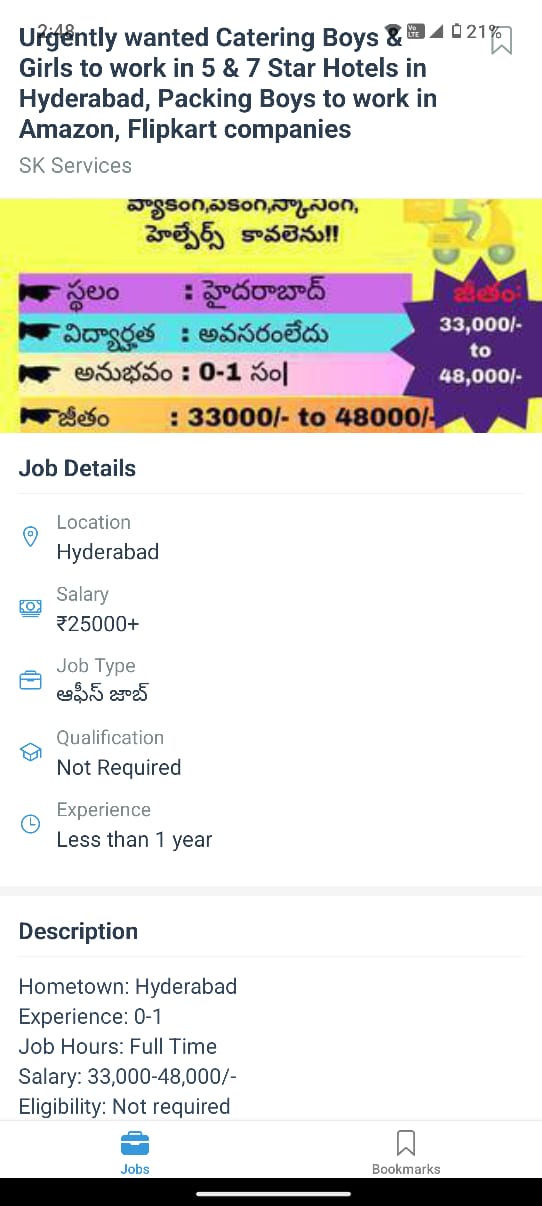 2:48
21%
Urgently wanted Catering Boys &
Girls to work in 5 & 7 Star Hotels in
Hyderabad, Packing Boys to work in
Amazon, Flipkart companies
SK Services
హెల్పర్స్ కావలెను!!
స్థలం : హైదరాబాద్
విద్యార్హత : అవసరంలేదు
అనుభవం : 0-1 సం|
జీతం : 33000/- to 48000/-
జీతం:
33,000/-
to
48,000/-
Job Details
Location
Hyderabad
Salary
₹25000+
Job Type
ఆఫీస్ జాబ్
Qualification
Not Required
Experience
Less than 1 year
Description
Hometown: Hyderabad
Experience: 0-1
Job Hours: Full Time
Salary: 33,000-48,000/-
Eligibility: Not required
Jobs
Bookmarks